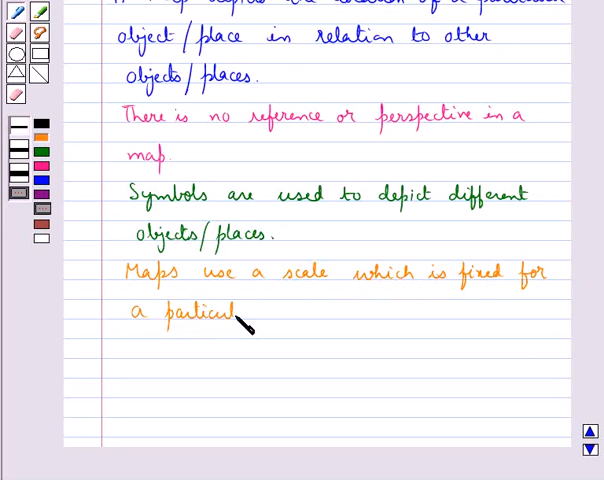 object/place in relation to other
objects/places.
There is no reference or perspective in a
map.
Symbols are used to depict different
objects/places.
Maps use a scale which is fixed for
a particul